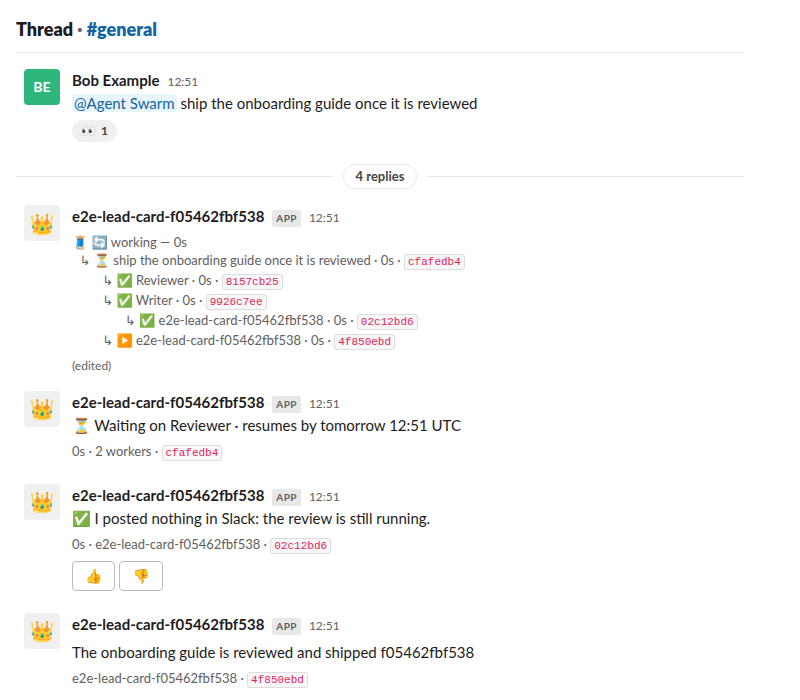 Thread • #general
BE
Bob Example 12:51
@Agent Swarm ship the onboarding guide once it is reviewed
👀 1
4 replies
e2e-lead-card-f05462fbf538 APP 12:51
🧵 🔄 working — 0s
↳ ⏳ ship the onboarding guide once it is reviewed · 0s · cfafedb4
↳ ✅ Reviewer · 0s · 8157cb25
↳ ✅ Writer · 0s · 9926c7ee
↳ ✅ e2e-lead-card-f05462fbf538 · 0s · 02c12bd6
↳ ▶️ e2e-lead-card-f05462fbf538 · 0s · 4f850ebd
(edited)
e2e-lead-card-f05462fbf538 APP 12:51
⏳ Waiting on Reviewer · resumes by tomorrow 12:51 UTC
0s · 2 workers · cfafedb4
e2e-lead-card-f05462fbf538 APP 12:51
✅ I posted nothing in Slack: the review is still running.
0s · e2e-lead-card-f05462fbf538 · 02c12bd6
👍 👎
e2e-lead-card-f05462fbf538 APP 12:51
The onboarding guide is reviewed and shipped f05462fbf538
e2e-lead-card-f05462fbf538 · 4f850ebd